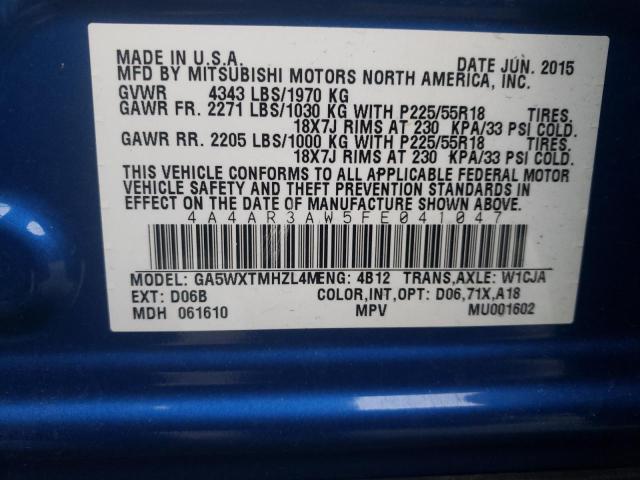 MADE IN U.S.A. DATE JUN. 2015
MFD BY MITSUBISHI MOTORS NORTH AMERICA, INC.
GVWR 4343 LBS/1970 KG
GAWR FR. 2271 LBS/1030 KG WITH P225/55R18 TIRES.
18X7J RIMS AT 230 KPA/33 PSI COLD.
GAWR RR. 2205 LBS/1000 KG WITH P225/55R18 TIRES.
18X7J RIMS AT 230 KPA/33 PSI COLD.
THIS VEHICLE CONFORMS TO ALL APPLICABLE FEDERAL MOTOR
VEHICLE SAFETY AND THEFT PREVENTION STANDARDS IN
EFFECT ON THE DATE OF MANUFACTURE SHOWN ABOVE.
4A4AR3AW5FE041047
MODEL: GA5WXTMHZL4MENG: 4B12 TRANS,AXLE: W1CJA
EXT: D06B COLOR,INT,OPT: D06,71X,A18
MDH 061610 MPV MU001602